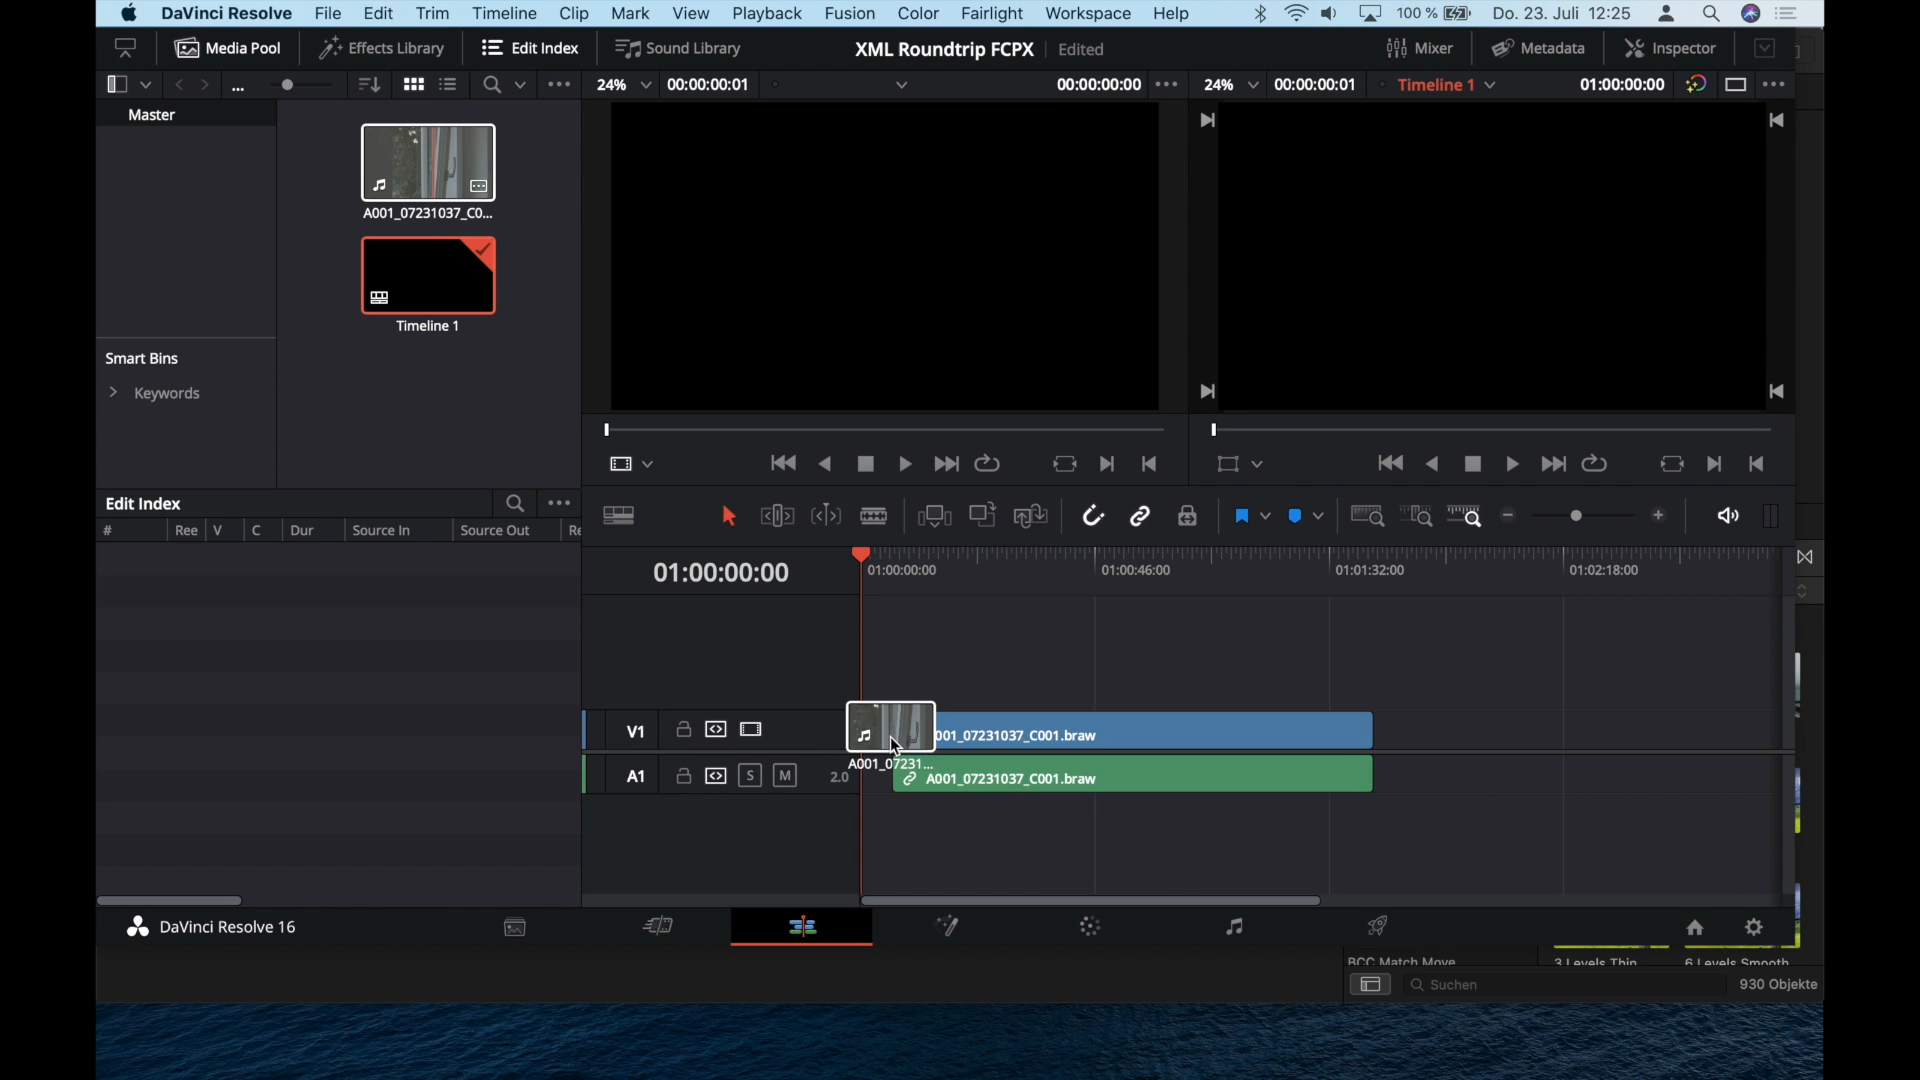 DaVinci Resolve File Edit Trim Timeline Clip Mark View Playback Fusion Color Fairlight Workspace Help 100 % Do. 23. Juli 12:25
Media Pool Effects Library Edit Index Sound Library XML Roundtrip FCPX Edited Mixer Metadata Inspector
... 24% 00:00:00:01 00:00:00:00 24% 00:00:00:01 Timeline 1 01:00:00:00
Master
A001_07231037_C0...
Timeline 1
Smart Bins
Keywords
Edit Index
# Ree V C Dur Source In Source Out Re
01:00:00:00 01:00:00:00 01:00:46:00 01:01:32:00 01:02:18:00
V1 001_07231037_C001.braw
A001_07231...
A1 S M 2.0 A001_07231037_C001.braw
DaVinci Resolve 16
BCC Match Move 3 Levels Thin 6 Levels Smooth
Suchen 930 Objekte